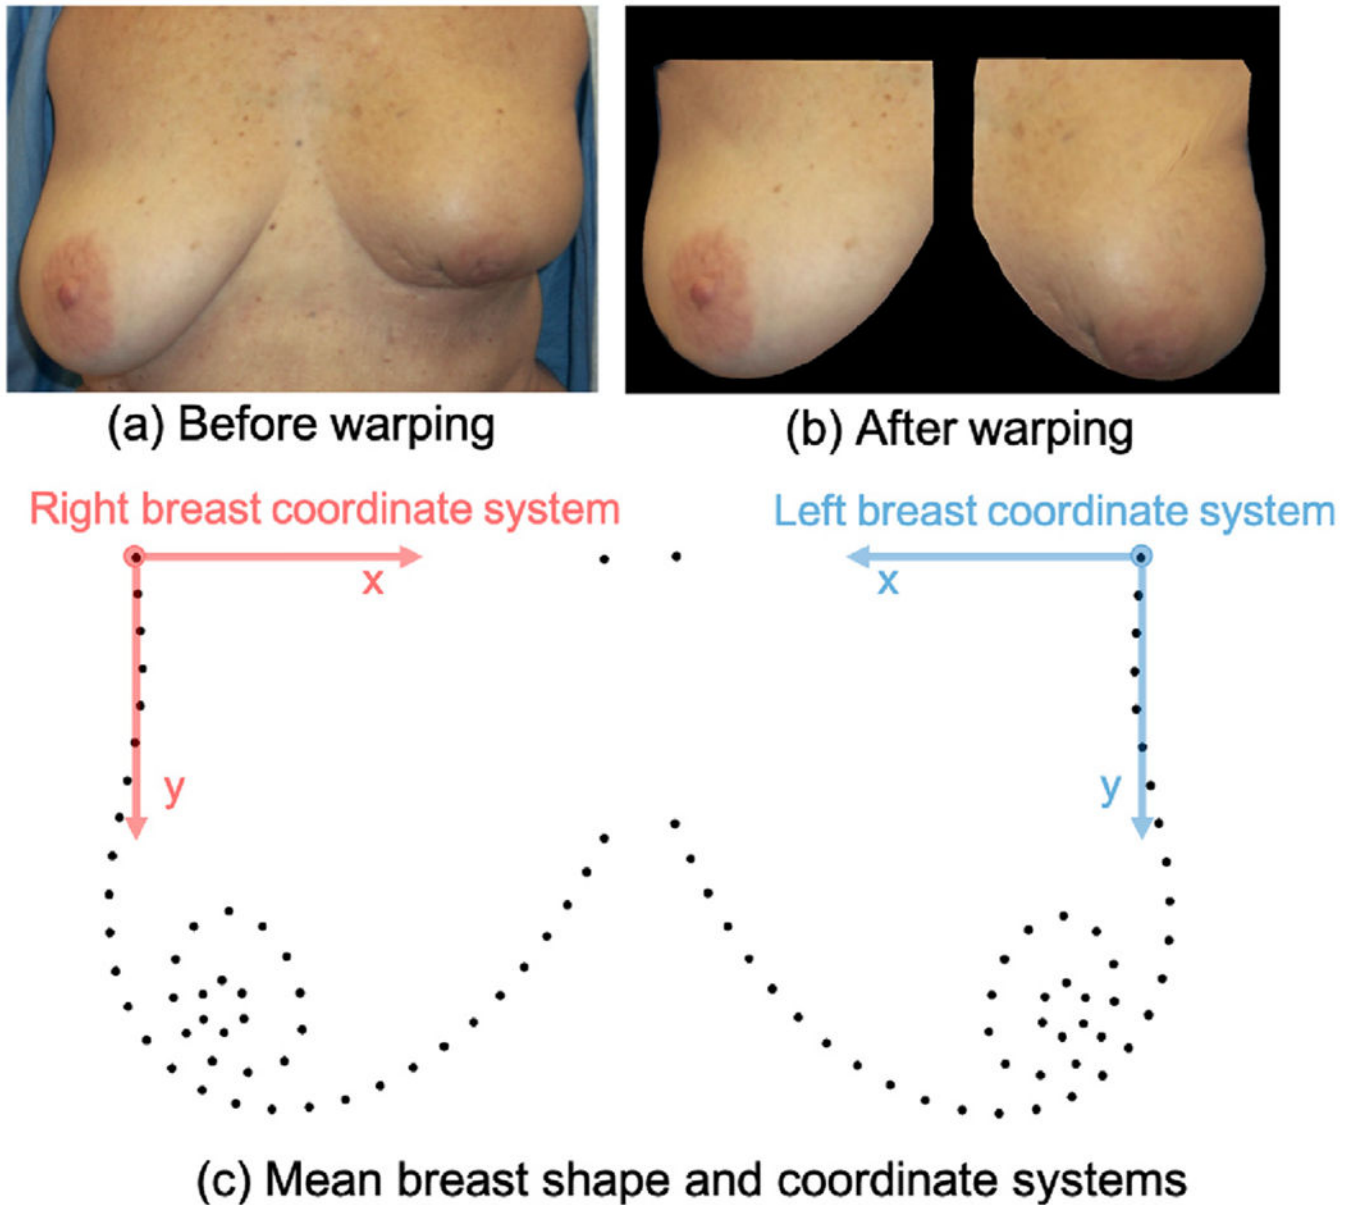 (a) Before warping
(b) After warping
Right breast coordinate system
Left breast coordinate system
x
x
y
y
(c) Mean breast shape and coordinate systems